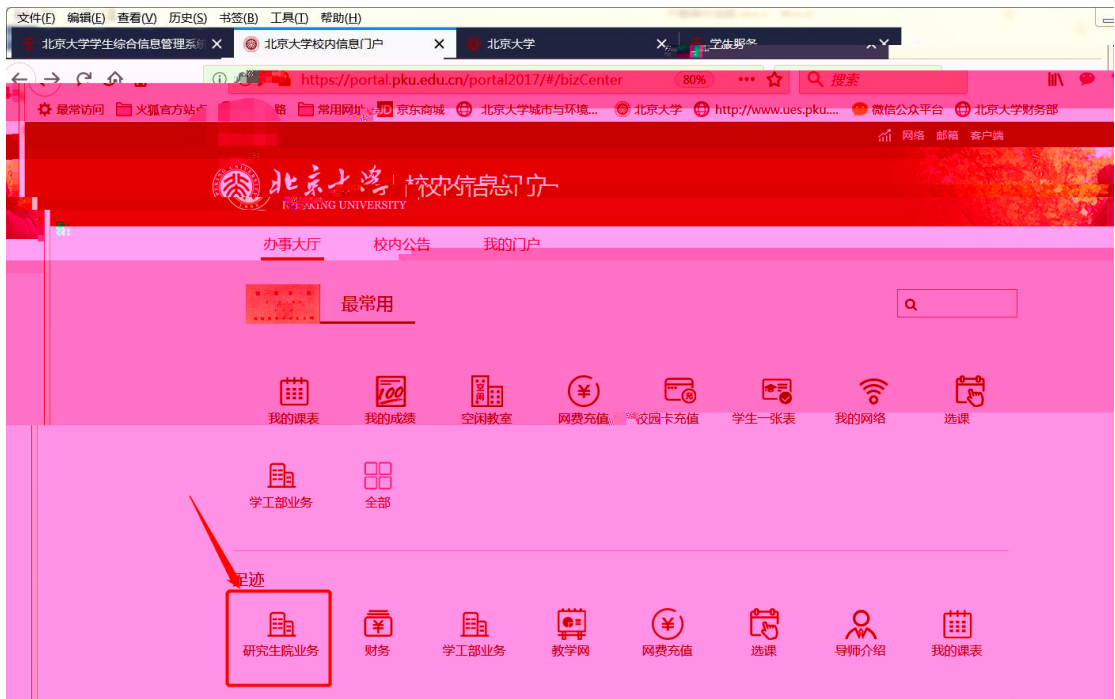 文件(F) 编辑(E) 查看(V) 历史(S) 书签(B) 工具(T) 帮助(H)
北京大学学生综合信息管理系统 × 北京大学校内信息门户 × 北京大学 ×
https://portal.pku.edu.cn/portal2017/#/bizCenter 80% 搜索
最常访问 火狐官方站点 常用网址 JD 京东商城 北京大学城市与环境... 北京大学 http://www.ues.pku.... 微信公众平台 北京大学财务部
网络 邮箱 客户端
北京大学 校内信息门户
PEKING UNIVERSITY
办事大厅 校内公告 我的门户
最常用
我的课表 我的成绩 空闲教室 网费充值 校园卡充值 学生一张表 我的网络 选课
学工部业务 全部
足迹
研究生院业务 财务 学工部业务 教学网 网费充值 选课 导师介绍 我的课表